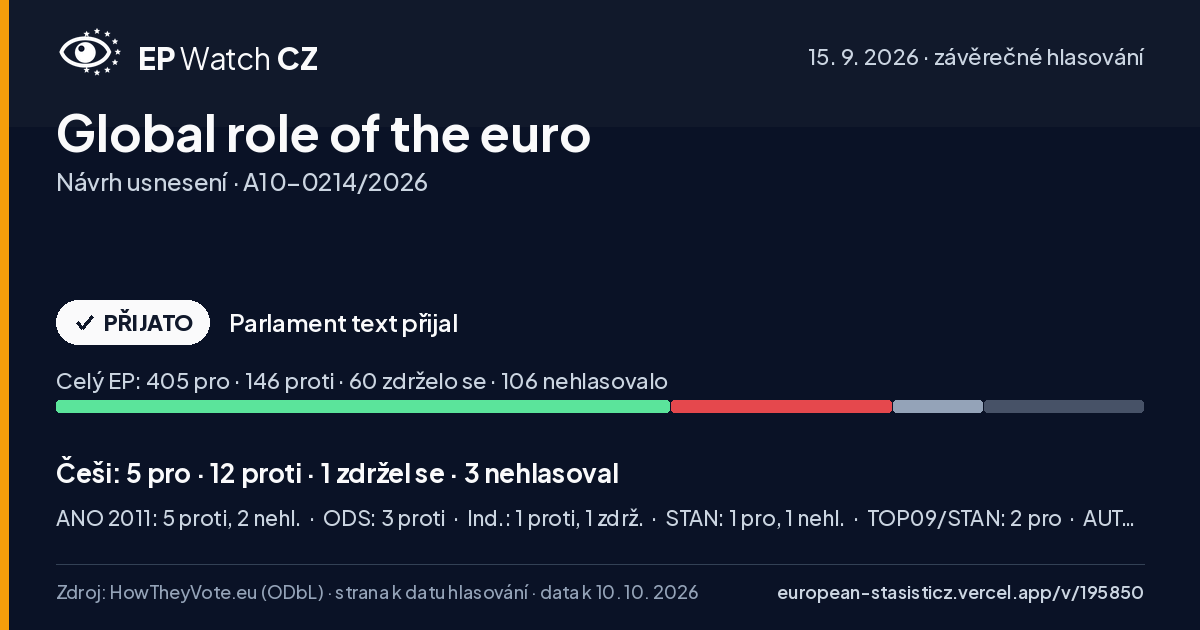 EP Watch CZ
15. 9. 2026 · závěrečné hlasování
Global role of the euro
Návrh usnesení · A10-0214/2026
✓ PŘIJATO Parlament text přijal
Celý EP: 405 pro · 146 proti · 60 zdrželo se · 106 nehlasovalo
Češi: 5 pro · 12 proti · 1 zdržel se · 3 nehlasoval
ANO 2011: 5 proti, 2 nehl. · ODS: 3 proti · Ind.: 1 proti, 1 zdrž. · STAN: 1 pro, 1 nehl. · TOP09/STAN: 2 pro · AUT…
Zdroj: HowTheyVote.eu (ODbL) · strana k datu hlasování · data k 10. 10. 2026
european-stasisticz.vercel.app/v/195850